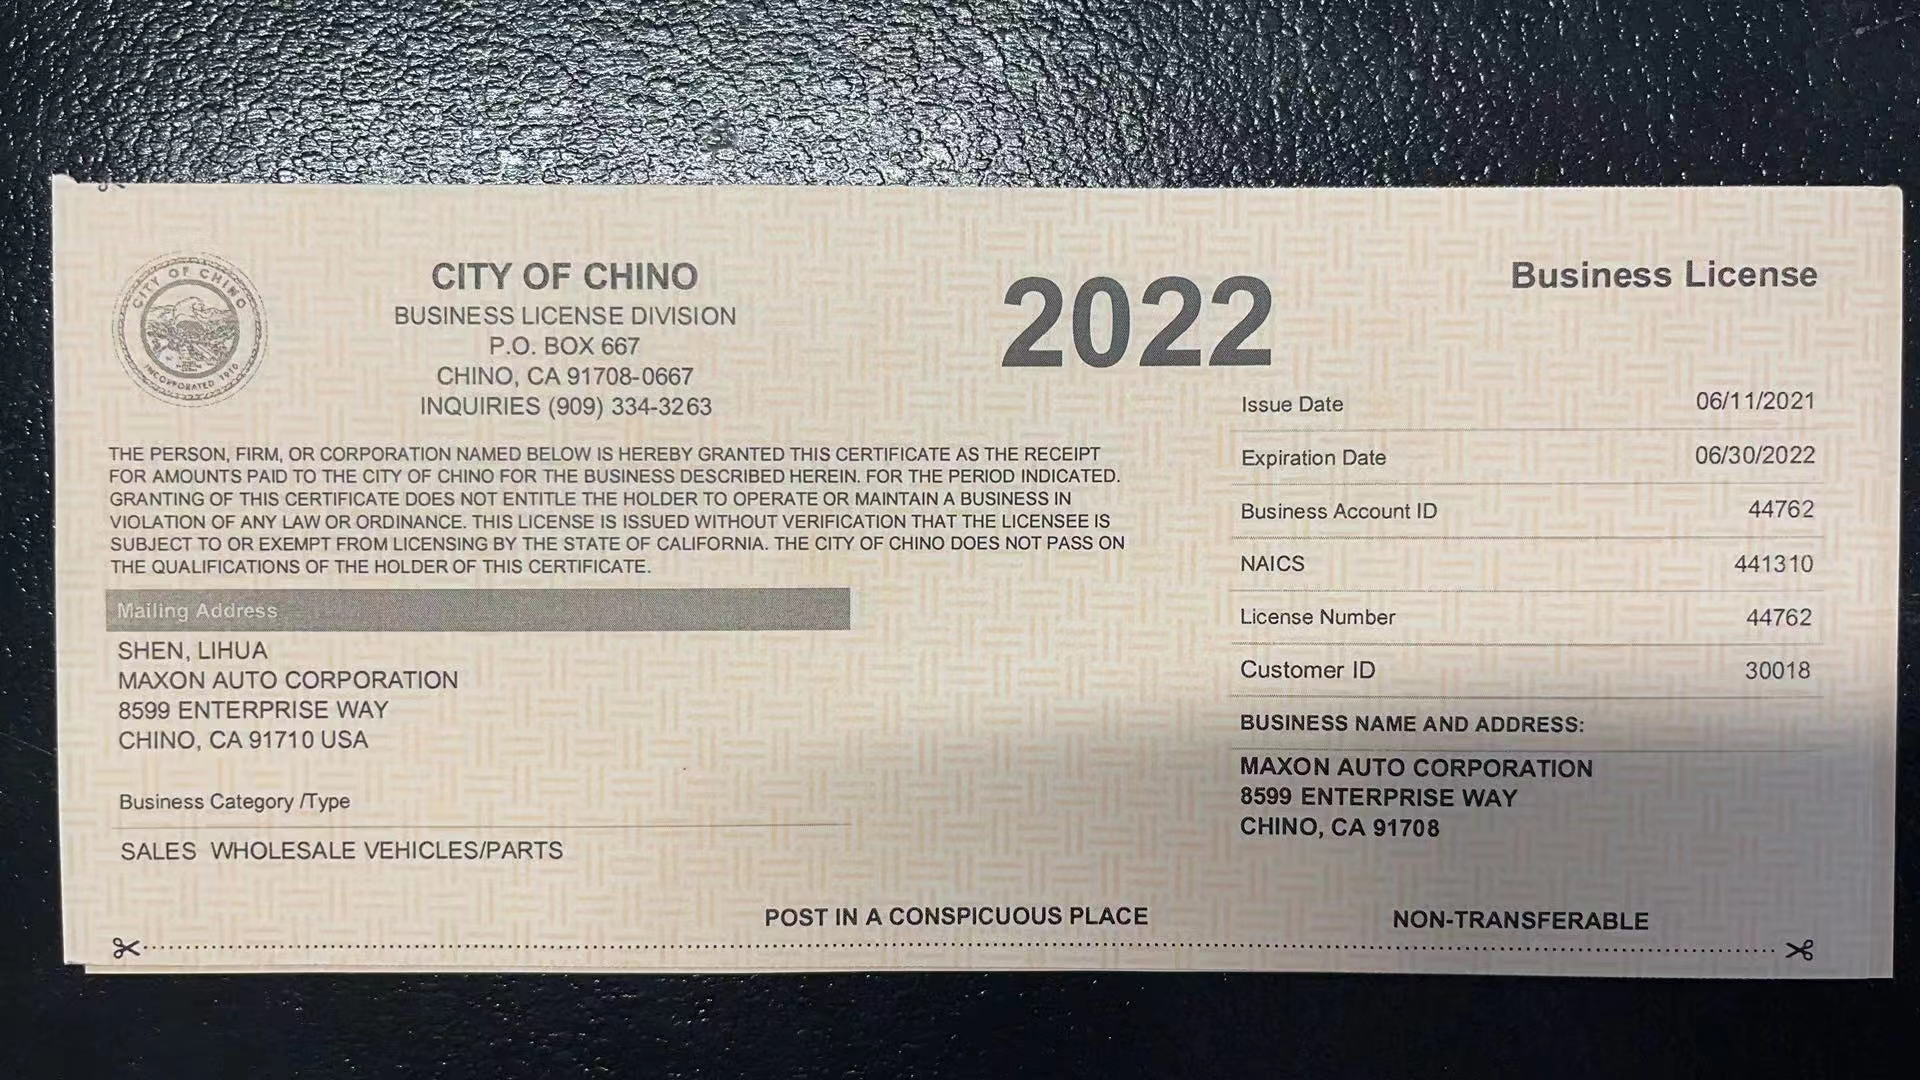 CITY OF CHINO
INCORPORATED 1910
CITY OF CHINO
BUSINESS LICENSE DIVISION
P.O. BOX 667
CHINO, CA 91708-0667
INQUIRIES (909) 334-3263
2022
Business License
THE PERSON, FIRM, OR CORPORATION NAMED BELOW IS HEREBY GRANTED THIS CERTIFICATE AS THE RECEIPT
FOR AMOUNTS PAID TO THE CITY OF CHINO FOR THE BUSINESS DESCRIBED HEREIN. FOR THE PERIOD INDICATED.
GRANTING OF THIS CERTIFICATE DOES NOT ENTITLE THE HOLDER TO OPERATE OR MAINTAIN A BUSINESS IN
VIOLATION OF ANY LAW OR ORDINANCE. THIS LICENSE IS ISSUED WITHOUT VERIFICATION THAT THE LICENSEE IS
SUBJECT TO OR EXEMPT FROM LICENSING BY THE STATE OF CALIFORNIA. THE CITY OF CHINO DOES NOT PASS ON
THE QUALIFICATIONS OF THE HOLDER OF THIS CERTIFICATE.
Mailing Address
SHEN, LIHUA
MAXON AUTO CORPORATION
8599 ENTERPRISE WAY
CHINO, CA 91710 USA
Business Category /Type
SALES WHOLESALE VEHICLES/PARTS
Issue Date 06/11/2021
Expiration Date 06/30/2022
Business Account ID 44762
NAICS 441310
License Number 44762
Customer ID 30018
BUSINESS NAME AND ADDRESS:
MAXON AUTO CORPORATION
8599 ENTERPRISE WAY
CHINO, CA 91708
POST IN A CONSPICUOUS PLACE
NON-TRANSFERABLE